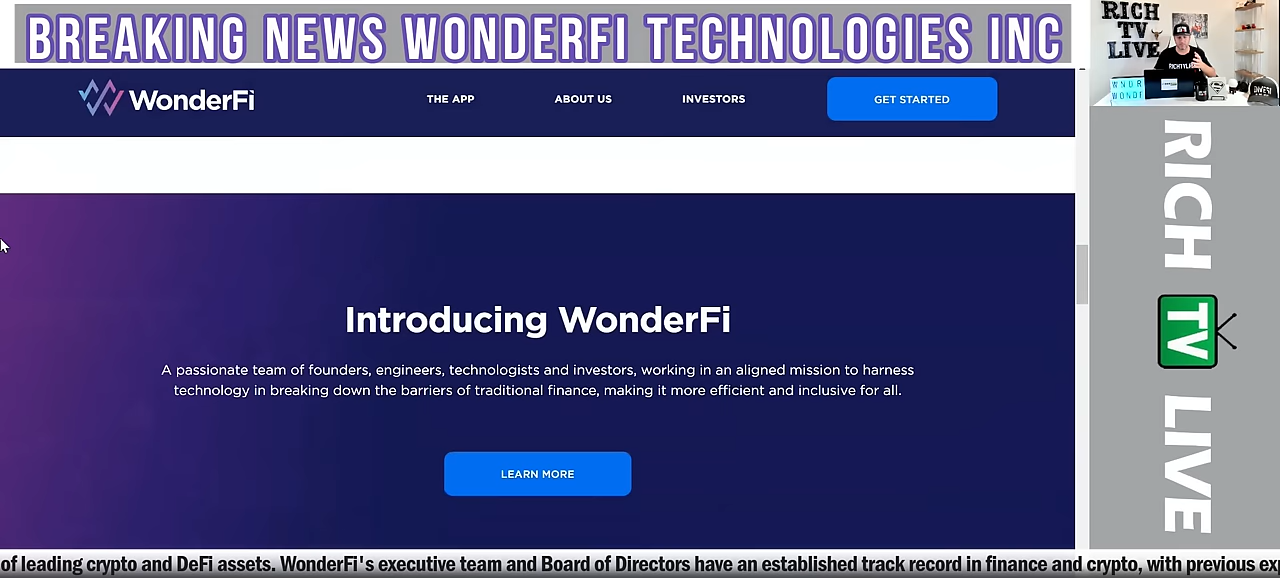 BREAKING NEWS WONDERFI TECHNOLOGIES INC
RICH
TV
LIVE
WonderFi
THE APP
ABOUT US
INVESTORS
GET STARTED
Introducing WonderFi
A passionate team of founders, engineers, technologists and investors, working in an aligned mission to harness
technology in breaking down the barriers of traditional finance, making it more efficient and inclusive for all.
LEARN MORE
RICH TV LIVE
of leading crypto and DeFi assets. WonderFi's executive team and Board of Directors have an established track record in finance and crypto, with previous ex